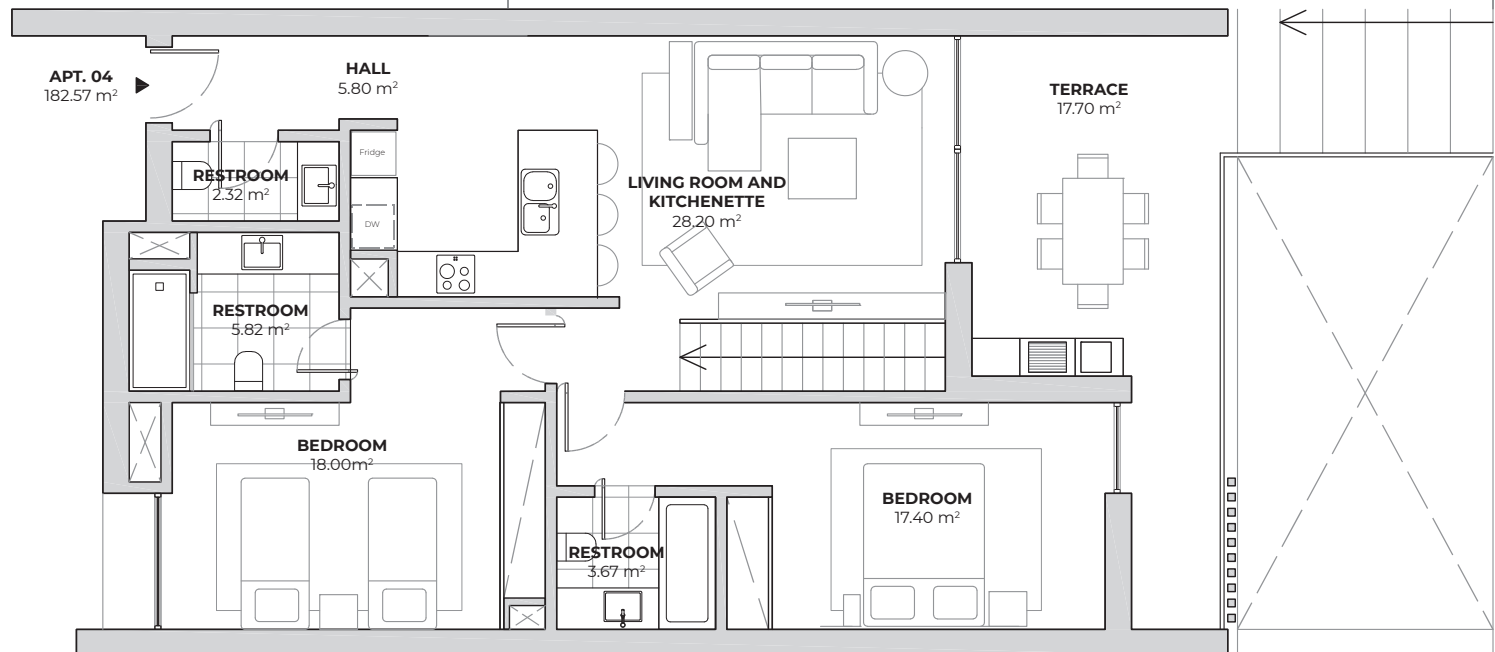 APT. 04
182.57 m²
HALL
5.80 m²
TERRACE
17.70 m²
Fridge
RESTROOM
2.32 m²
DW
LIVING ROOM AND
KITCHENETTE
28.20 m²
RESTROOM
5.82 m²
BEDROOM
18.00m²
BEDROOM
17.40 m²
RESTROOM
3.67 m²